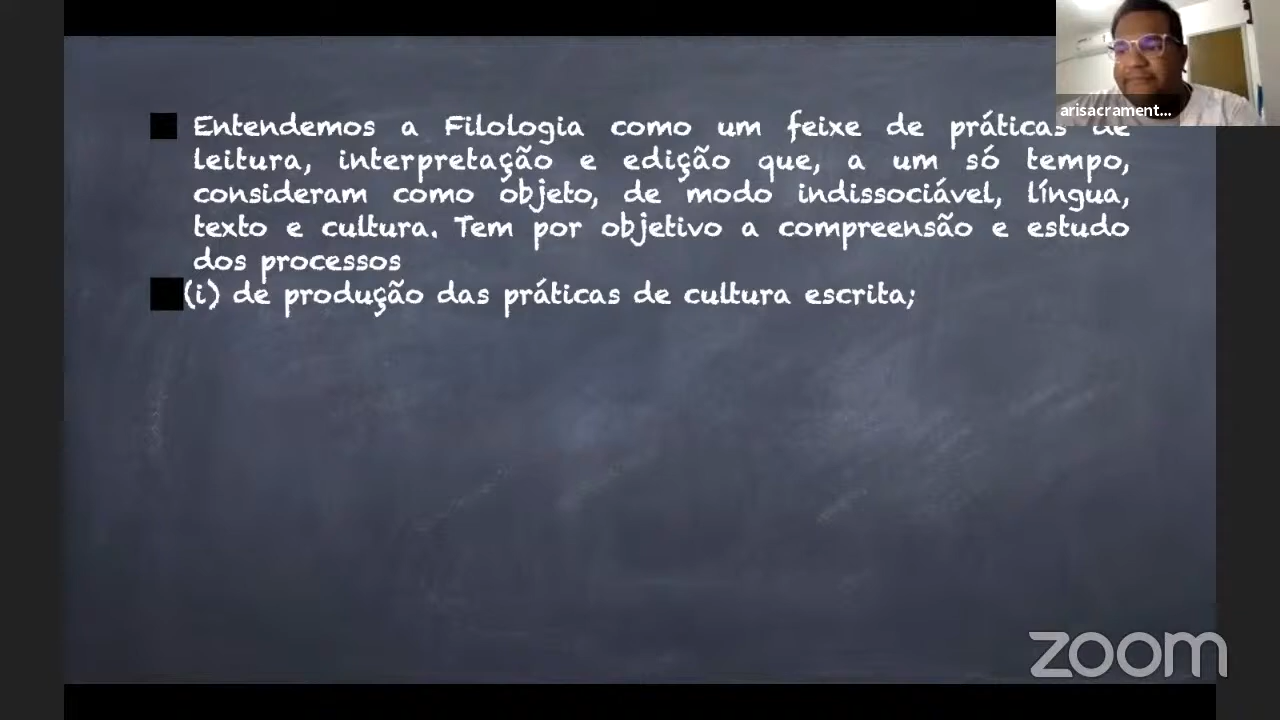 arisacrament...
Entendemos a Filologia como um feixe de práticas de
leitura, interpretação e edição que, a um só tempo,
consideram como objeto, de modo indissociável, língua,
texto e cultura. Tem por objetivo a compreensão e estudo
dos processos
(i) de produção das práticas de cultura escrita;
zoom